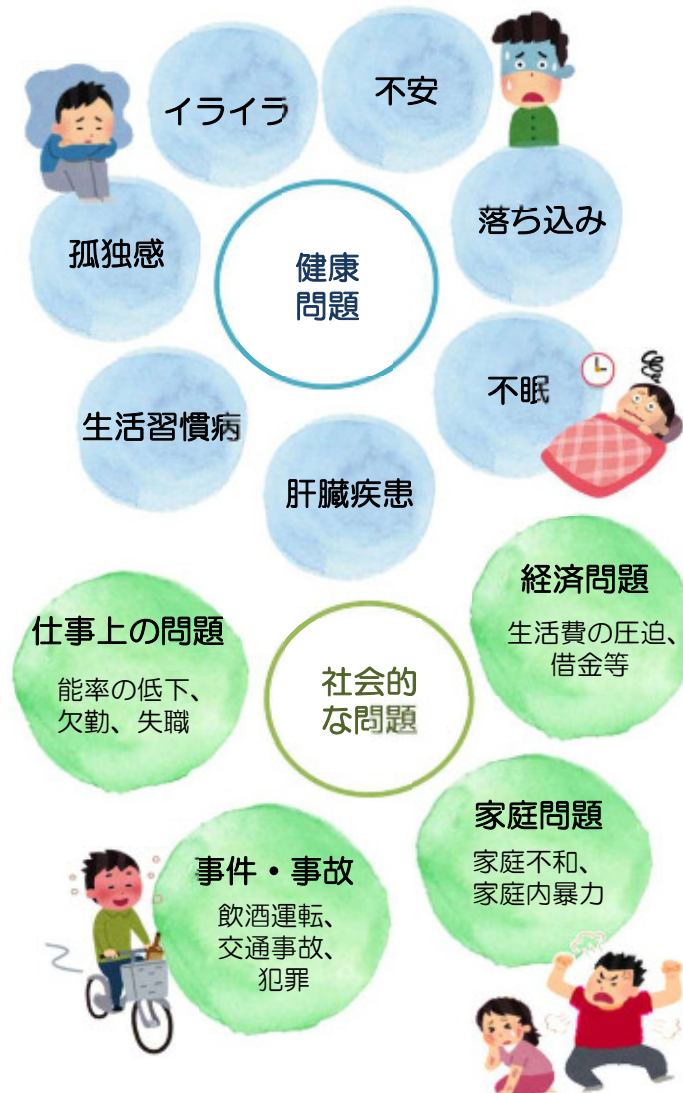 イライラ
不安
孤独感
落ち込み
健康
問題
不眠
生活習慣病
肝臓疾患
経済問題
生活費の圧迫、
借金等
仕事上の問題
能率の低下、
欠勤、失職
社会的
な問題
家庭問題
家庭不和、
家庭内暴力
事件・事故
飲酒運転、
交通事故、
犯罪